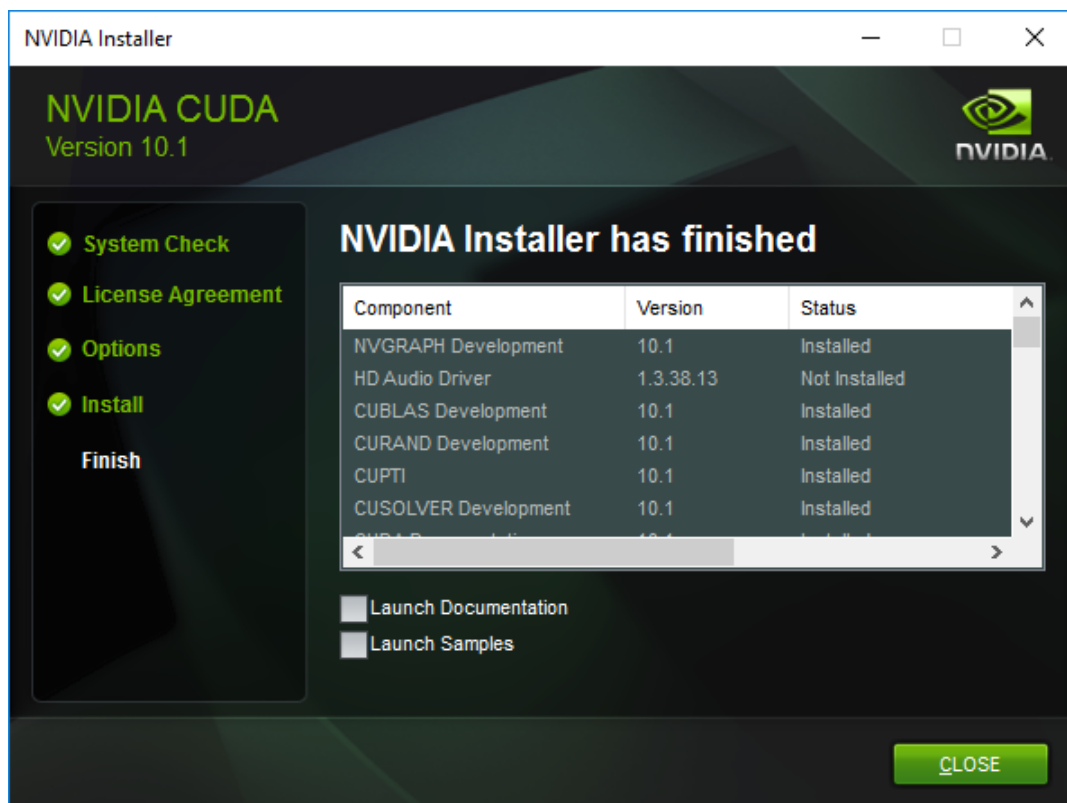 NVIDIA Installer
NVIDIA CUDA
Version 10.1
NVIDIA.
System Check
License Agreement
Options
Install
Finish
NVIDIA Installer has finished
Component Version Status
NVGRAPH Development 10.1 Installed
HD Audio Driver 1.3.38.13 Not Installed
CUBLAS Development 10.1 Installed
CURAND Development 10.1 Installed
CUPTI 10.1 Installed
CUSOLVER Development 10.1 Installed
Launch Documentation
Launch Samples
CLOSE